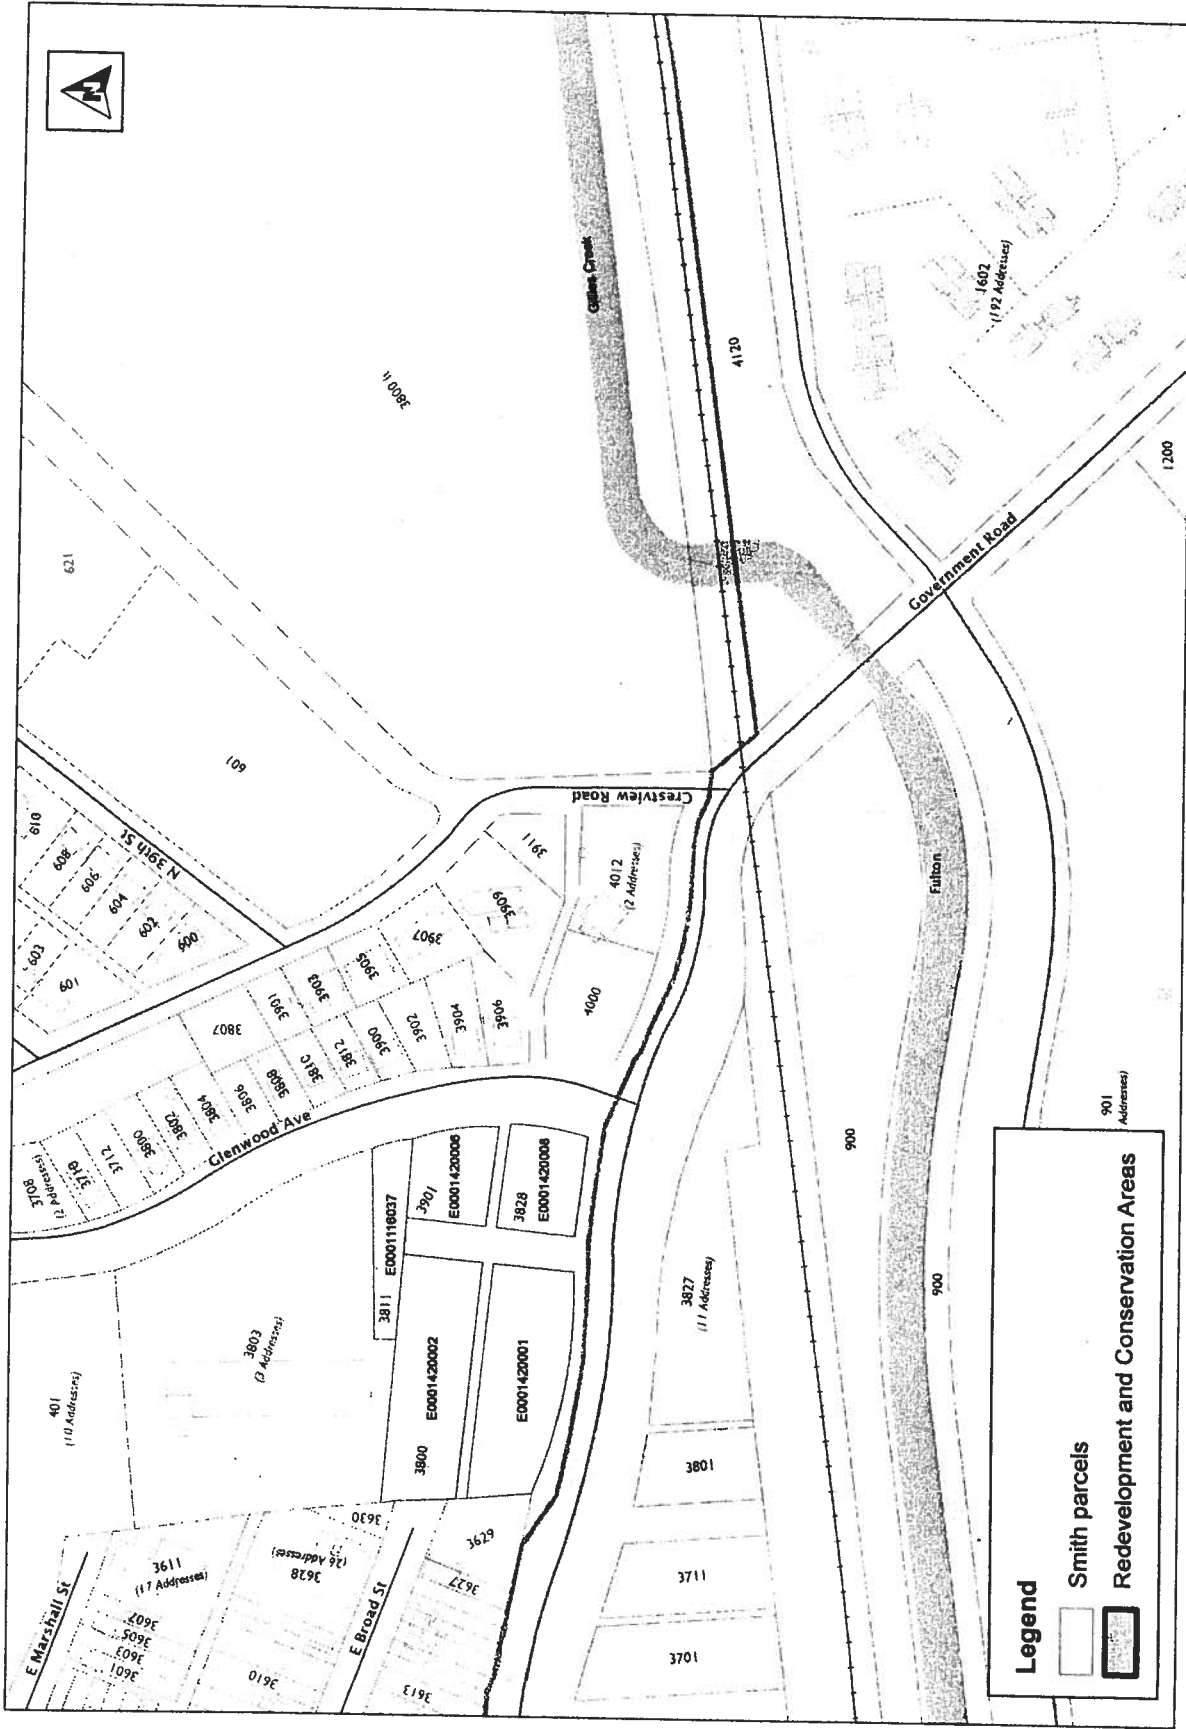 N
E Marshall St
3601
3603
3605
3607
3611
(17 Addresses)
3610
3628
(26 Addresses)
3630
E Broad St
3613
3627
3629
401
(10 Addresses)
3803
(3 Addresses)
3811 E0001116037
3901
E0001420006
3828
E0001420008
3800
E0001420002
E0001420001
3708
(2 Addresses)
3710
3712
3800
3802
3804
3806
3808
3810
3812
3900
3902
3904
3906
Glenwood Ave
3807
3901
3903
3905
3907
3909
3911
4000
4012
(2 Addresses)
603
601
610
608
606
604
602
600
N 39th St
601
621
3800
Crestview Road
Gillies Creek
4120
1602
(192 Addresses)
Government Road
1200
Fulton
3701
3711
3801
3827
(11 Addresses)
900
900
901
Addresses)
Legend
Smith parcels
Redevelopment and Conservation Areas